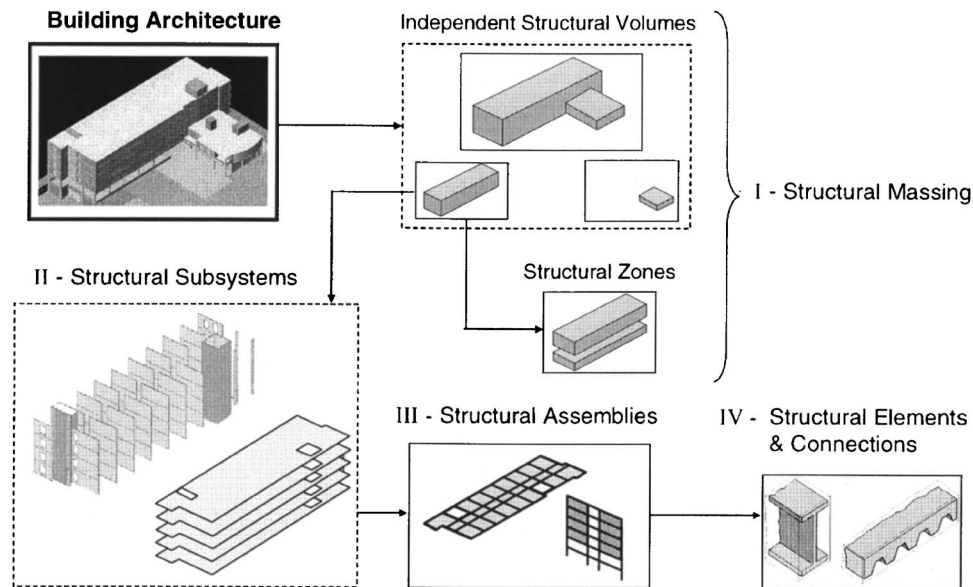 Building Architecture
Independent Structural Volumes
I - Structural Massing
Structural Zones
II - Structural Subsystems
III - Structural Assemblies
IV - Structural Elements
& Connections